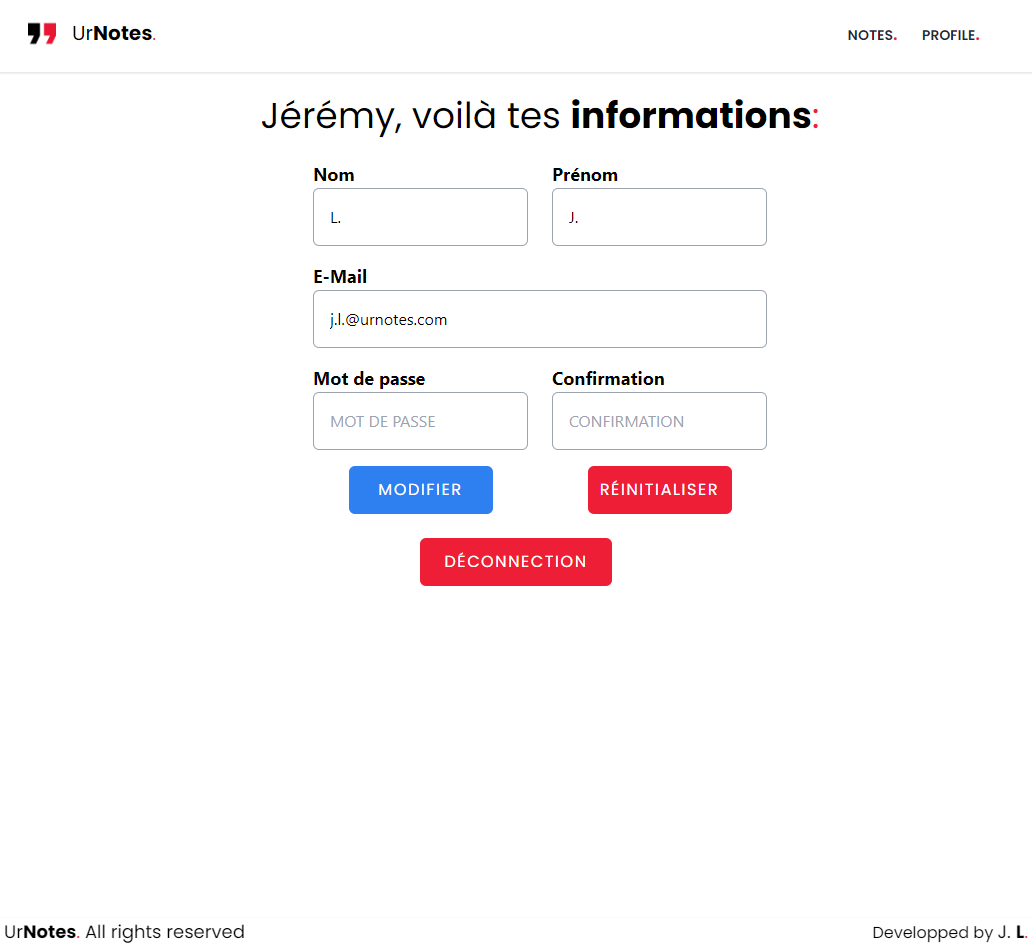 UrNotes.
NOTES. PROFILE.
Jérémy, voilà tes informations:
Nom Prénom
L. J.
E-Mail
j.l.@urnotes.com
Mot de passe Confirmation
MOT DE PASSE CONFIRMATION
MODIFIER RÉINITIALISER
DÉCONNECTION
UrNotes. All rights reserved
Developped by J. L.